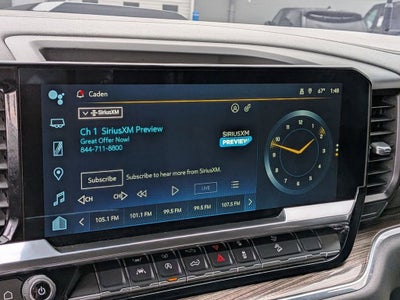 Caden
67° 1:48
SiriusXM
Ch 1 SiriusXM Preview
Great Offer Now!
844-711-8800
SIRIUSXM
PREVIEW
Subscribe
Subscribe to hear more from SiriusXM.
CH
CH
LIVE
105.1 FM 101.1 FM 99.5 FM 99.5 FM 107.5 FM